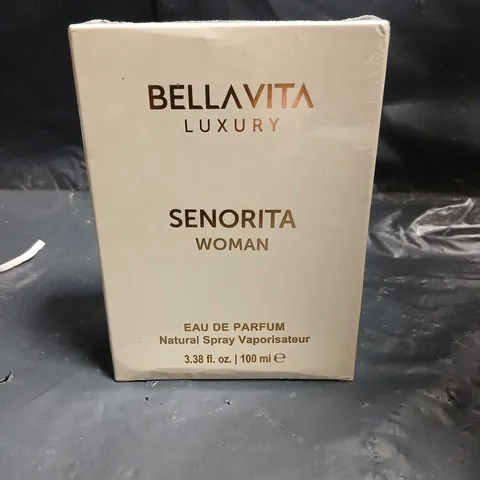 BELLAVITA
LUXURY
SENORITA
WOMAN
EAU DE PARFUM
Natural Spray Vaporisateur
3.38 fl. oz. | 100 ml ℮